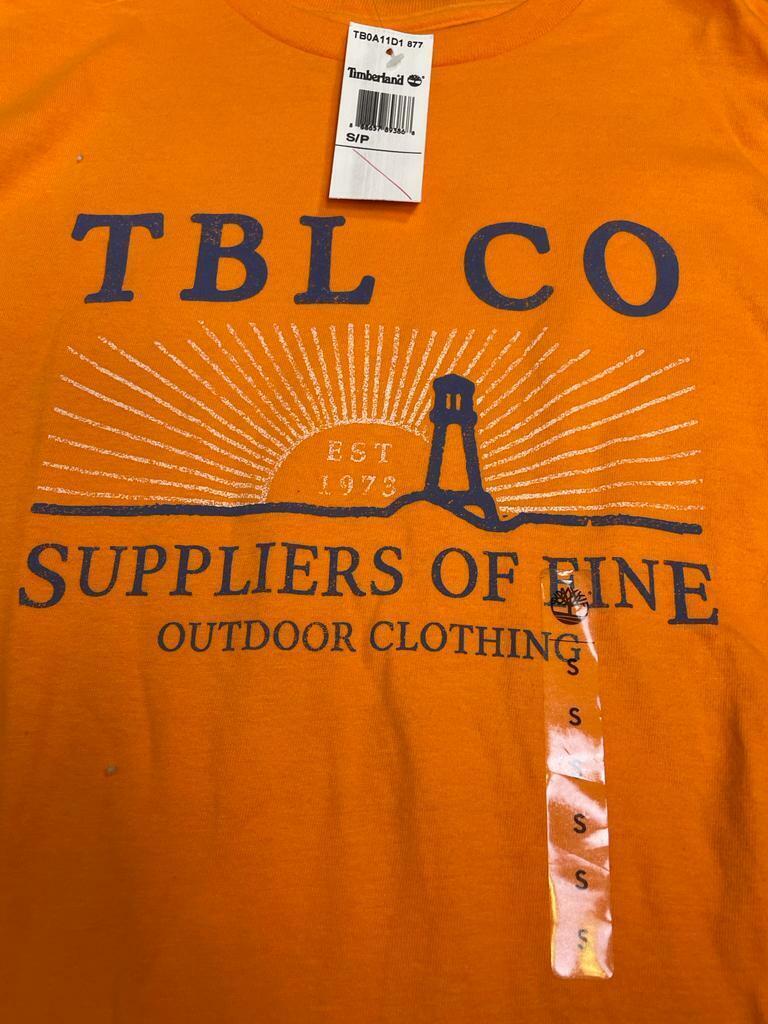 TB0A11D1 877
Timberland
S/P
TBL CO
EST
1973
SUPPLIERS OF FINE
OUTDOOR CLOTHING
S
S
S
S
S
S